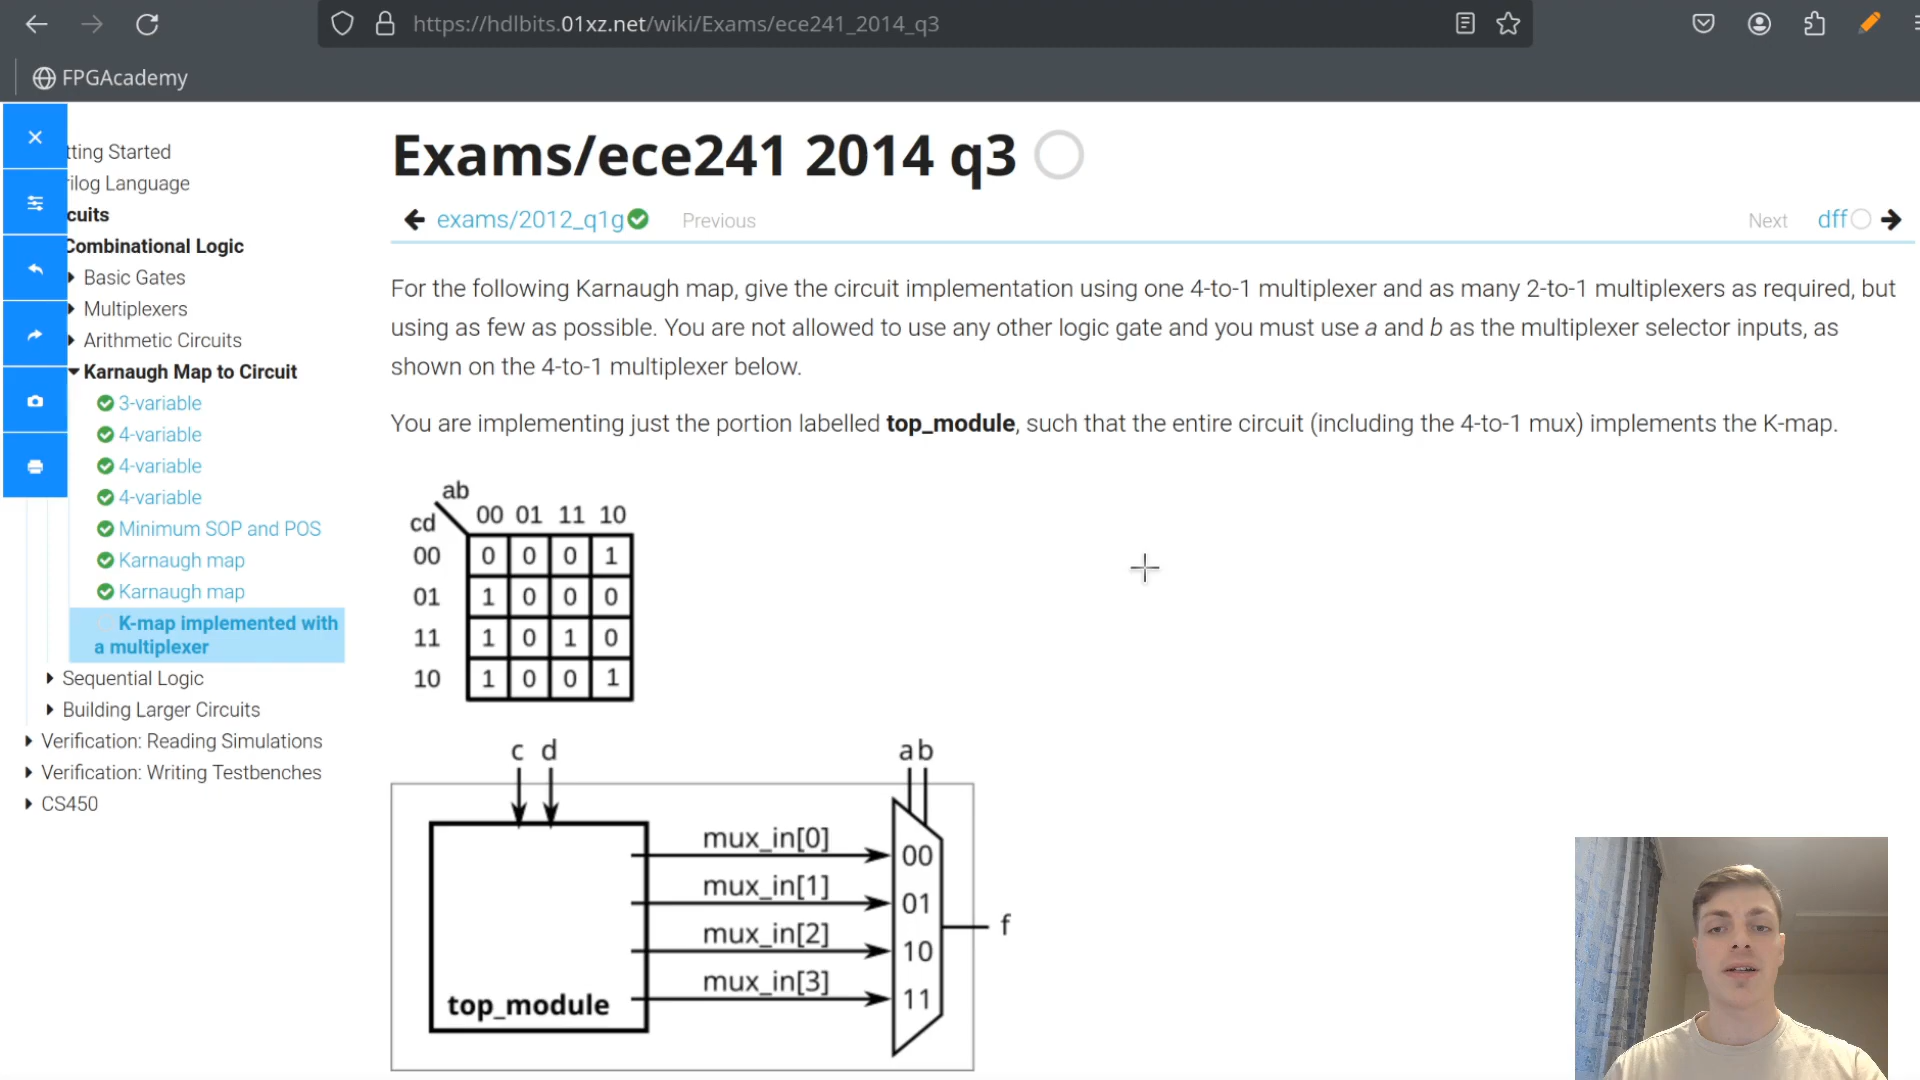 https://hdlbits.01xz.net/wiki/Exams/ece241_2014_q3
FPGAcademy
tting Started
rilog Language
cuits
Combinational Logic
Basic Gates
Multiplexers
Arithmetic Circuits
Karnaugh Map to Circuit
3-variable
4-variable
4-variable
4-variable
Minimum SOP and POS
Karnaugh map
Karnaugh map
K-map implemented with
a multiplexer
Sequential Logic
Building Larger Circuits
Verification: Reading Simulations
Verification: Writing Testbenches
CS450
Exams/ece241 2014 q3
exams/2012_q1g Previous
Next dff
For the following Karnaugh map, give the circuit implementation using one 4-to-1 multiplexer and as many 2-to-1 multiplexers as required, but
using as few as possible. You are not allowed to use any other logic gate and you must use a and b as the multiplexer selector inputs, as
shown on the 4-to-1 multiplexer below.
You are implementing just the portion labelled top_module, such that the entire circuit (including the 4-to-1 mux) implements the K-map.
ab
cd 00 01 11 10
00 0 0 0 1
01 1 0 0 0
11 1 0 1 0
10 1 0 0 1
c d
ab
mux_in[0] 00
mux_in[1] 01
f
mux_in[2] 10
mux_in[3] 11
top_module